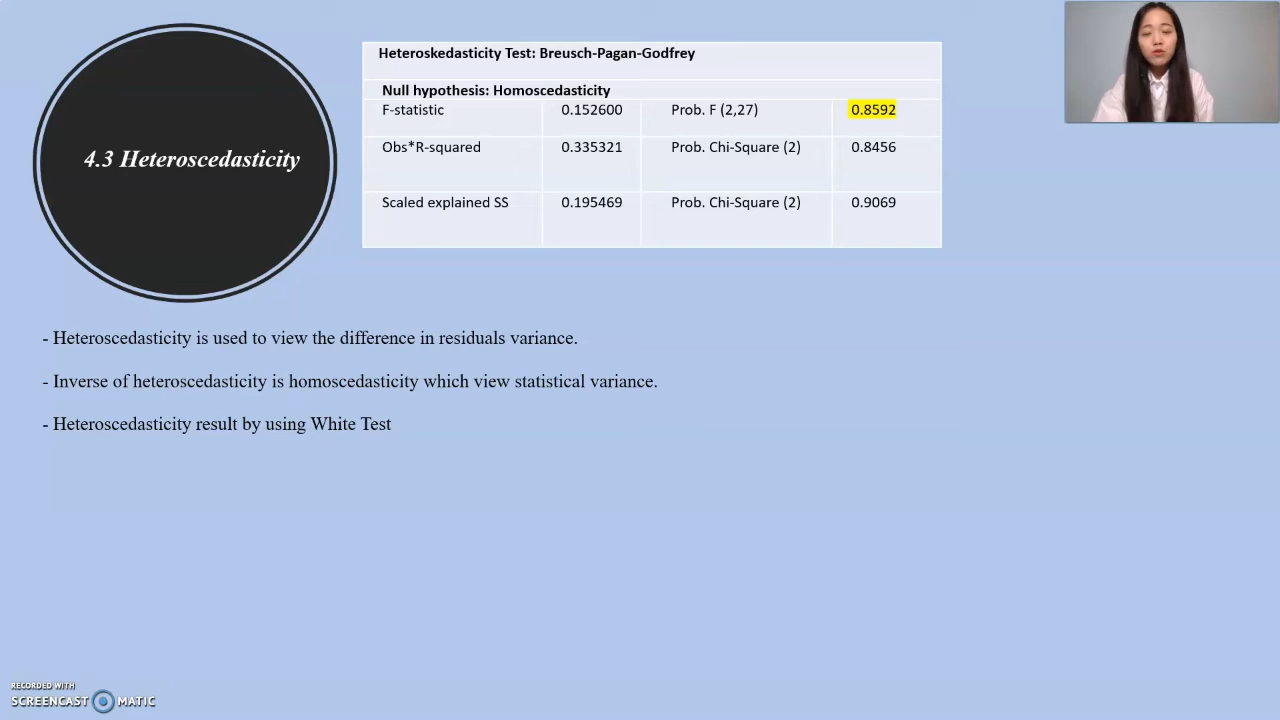 4.3 Heteroscedasticity
Heteroskedasticity Test: Breusch-Pagan-Godfrey
Null hypothesis: Homoscedasticity
F-statistic 0.152600 Prob. F (2,27) 0.8592
Obs*R-squared 0.335321 Prob. Chi-Square (2) 0.8456
Scaled explained SS 0.195469 Prob. Chi-Square (2) 0.9069
- Heteroscedasticity is used to view the difference in residuals variance.
- Inverse of heteroscedasticity is homoscedasticity which view statistical variance.
- Heteroscedasticity result by using White Test
RECORDED WITH
SCREENCAST MATIC